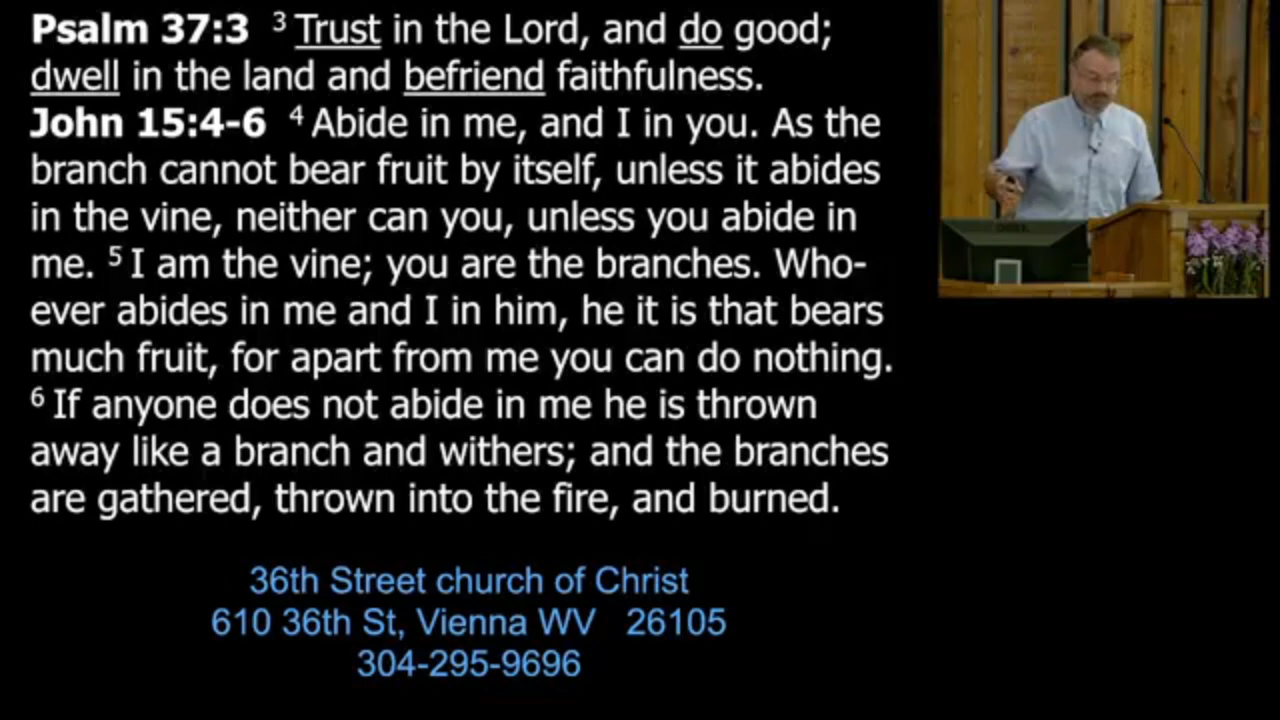 Psalm 37:3 ³ Trust in the Lord, and do good;
dwell in the land and befriend faithfulness.
John 15:4-6 ⁴ Abide in me, and I in you. As the
branch cannot bear fruit by itself, unless it abides
in the vine, neither can you, unless you abide in
me. ⁵ I am the vine; you are the branches. Who-
ever abides in me and I in him, he it is that bears
much fruit, for apart from me you can do nothing.
⁶ If anyone does not abide in me he is thrown
away like a branch and withers; and the branches
are gathered, thrown into the fire, and burned.
36th Street church of Christ
610 36th St, Vienna WV 26105
304-295-9696